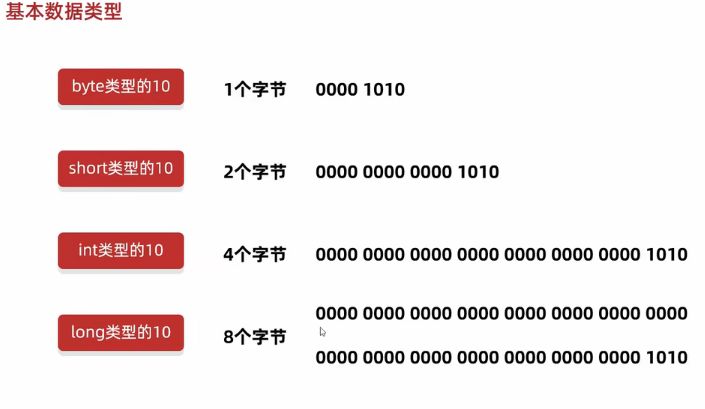 基本数据类型
byte类型的10 1个字节 0000 1010
short类型的10 2个字节 0000 0000 0000 1010
int类型的10 4个字节 0000 0000 0000 0000 0000 0000 0000 1010
long类型的10 8个字节 0000 0000 0000 0000 0000 0000 0000 0000
0000 0000 0000 0000 0000 0000 0000 1010